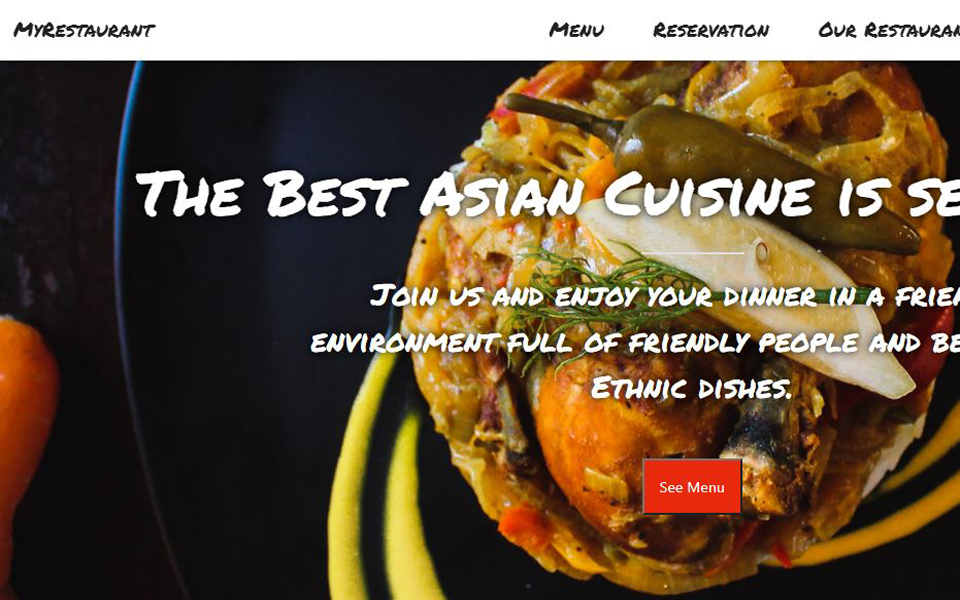 MyRestaurant
Menu
Reservation
Our Restauran
The Best Asian Cuisine is se
Join us and enjoy your dinner in a frien
environment full of friendly people and be
Ethnic dishes.
See Menu